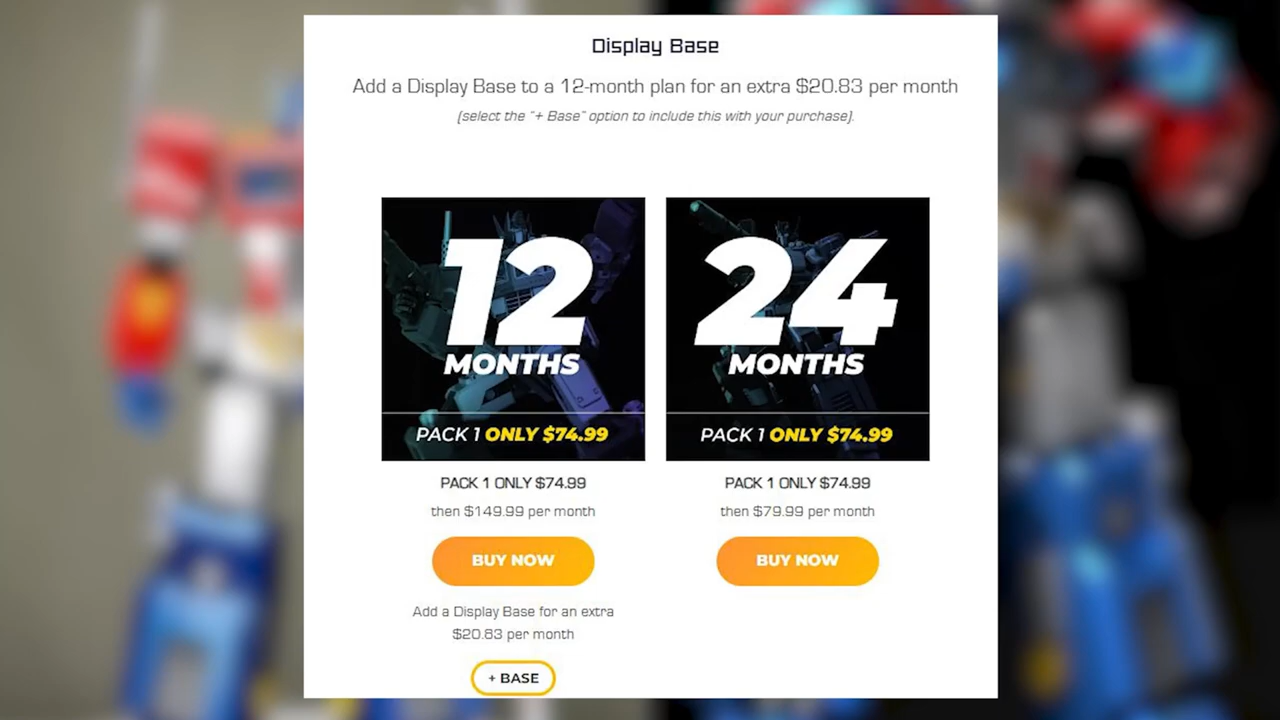 Display Base
Add a Display Base to a 12-month plan for an extra $20.83 per month
(select the "+ Base" option to include this with your purchase).
12
MONTHS
PACK 1 ONLY $74.99
PACK 1 ONLY $74.99
then $149.99 per month
BUY NOW
Add a Display Base for an extra
$20.83 per month
+ BASE
24
MONTHS
PACK 1 ONLY $74.99
PACK 1 ONLY $74.99
then $79.99 per month
BUY NOW